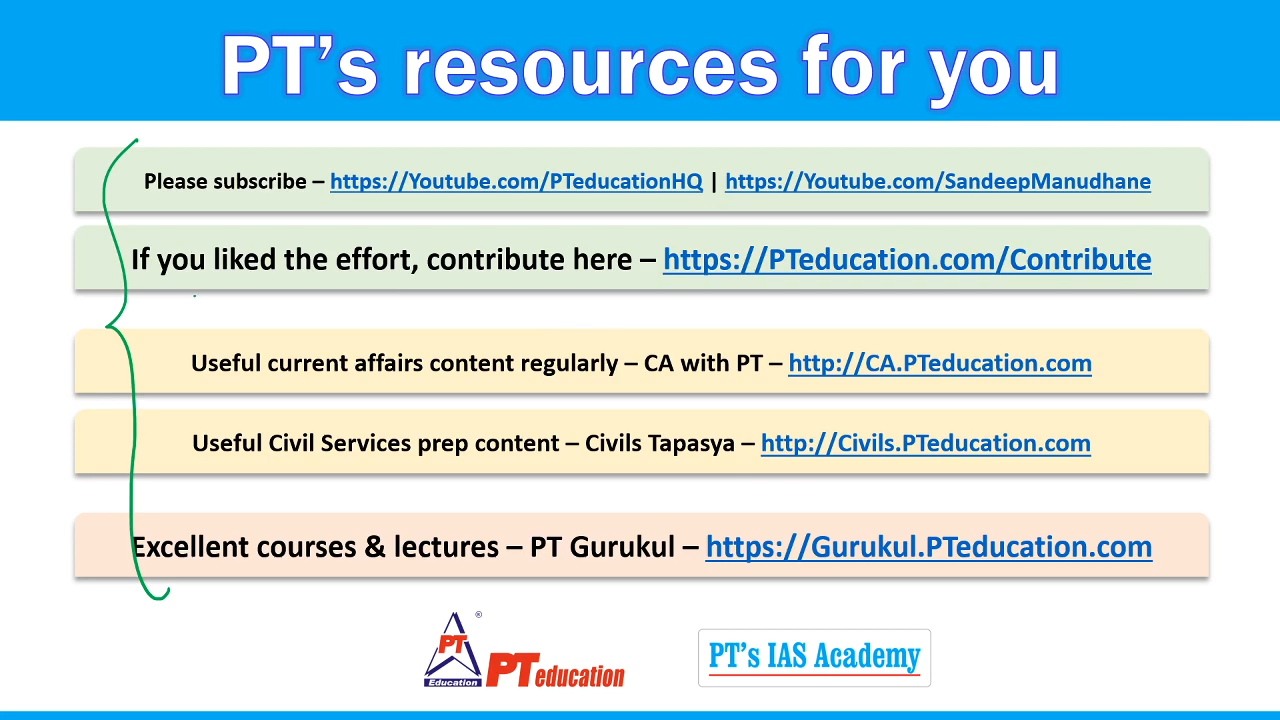 PT’s resources for you
Please subscribe – https://Youtube.com/PTeducationHQ | https://Youtube.com/SandeepManudhane
If you liked the effort, contribute here – https://PTeducation.com/Contribute
Useful current affairs content regularly – CA with PT – http://CA.PTeducation.com
Useful Civil Services prep content – Civils Tapasya – http://Civils.PTeducation.com
Excellent courses & lectures – PT Gurukul – https://Gurukul.PTeducation.com
®
PT
Education
PT education
PT’s IAS Academy